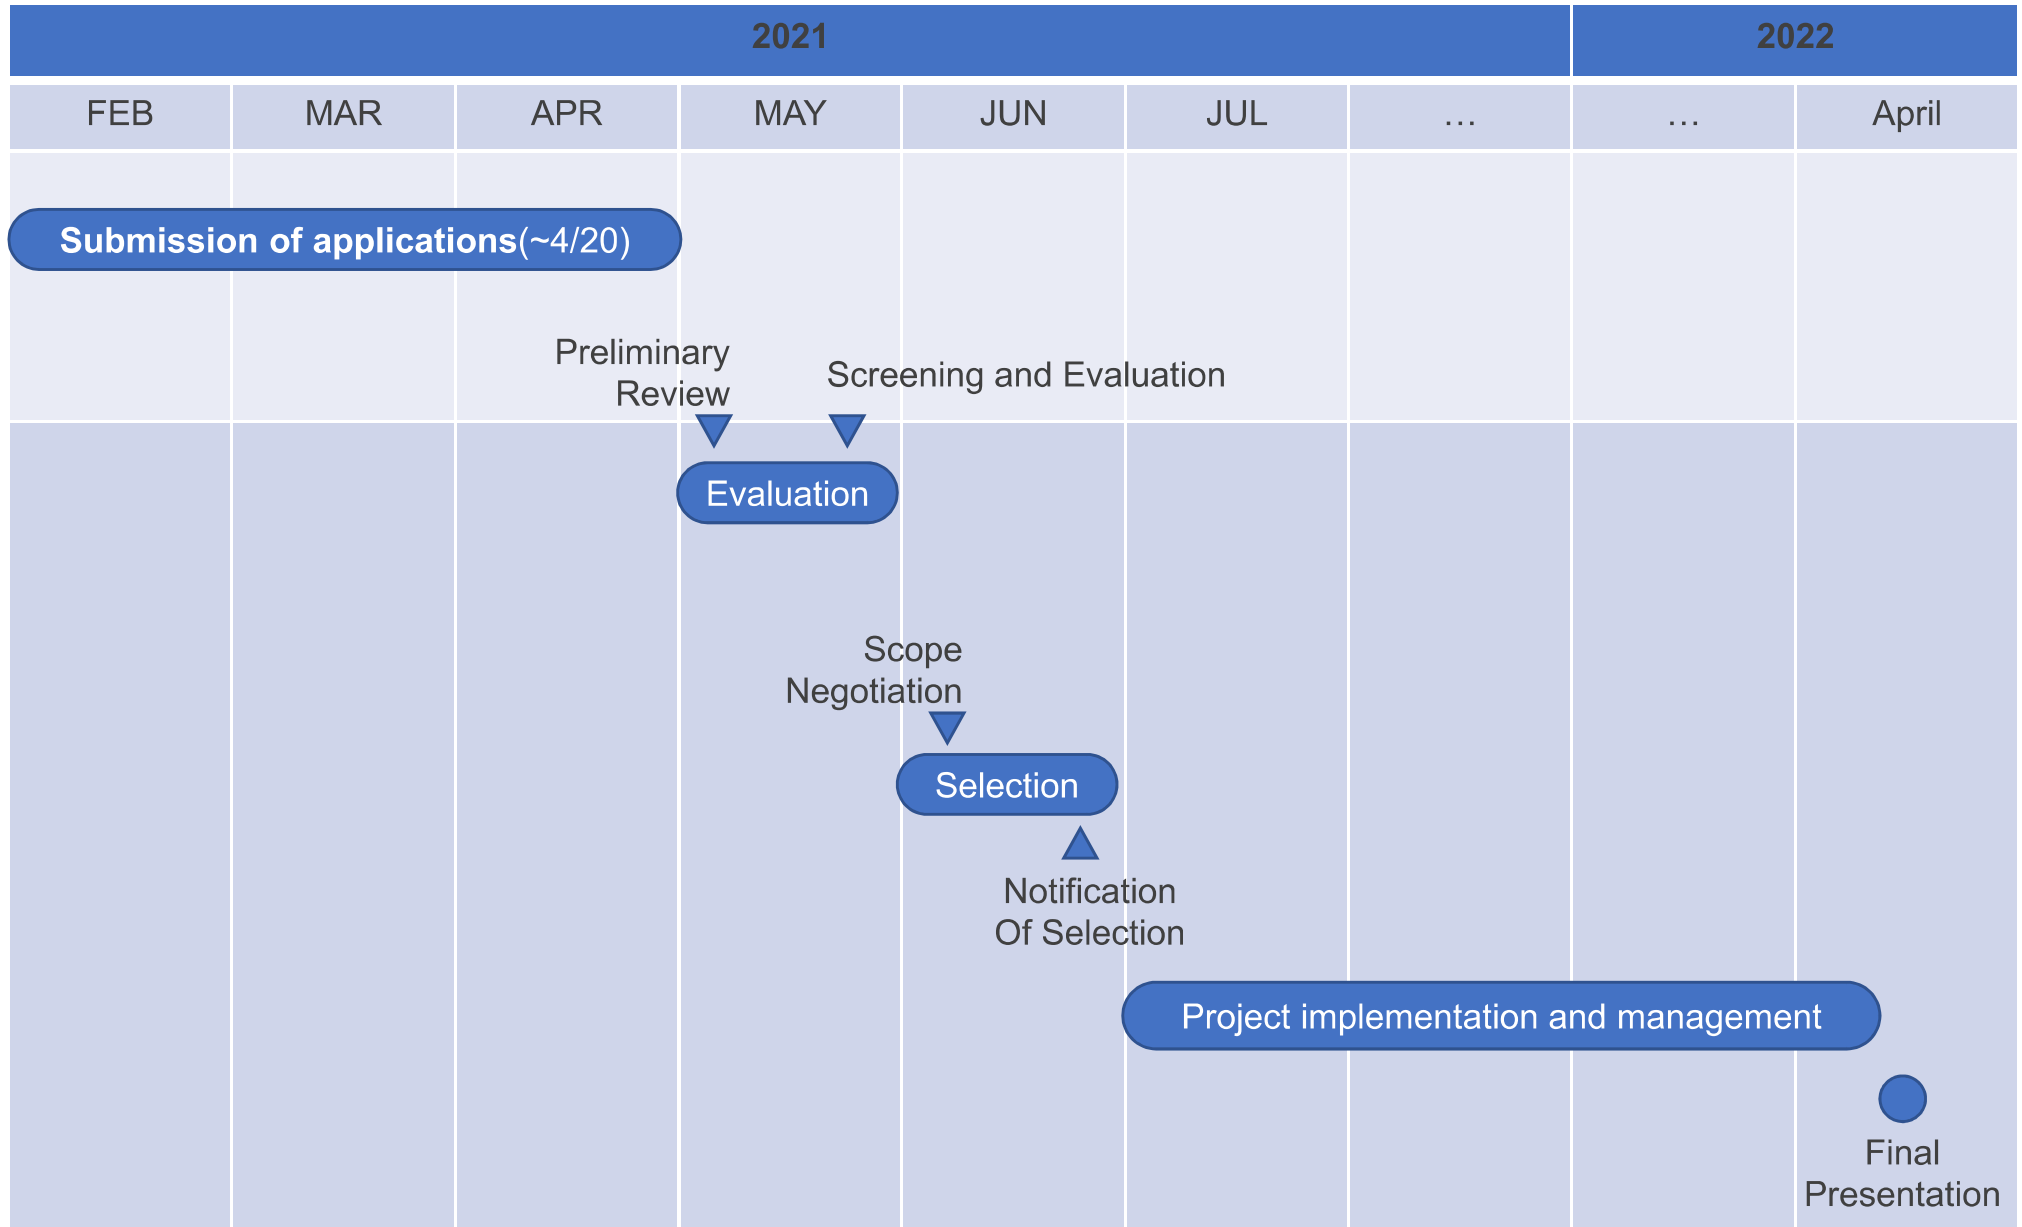 2021
2022
FEB
MAR
APR
MAY
JUN
JUL
…
…
April
Submission of applications(~4/20)
Preliminary
Review
Screening and Evaluation
Evaluation
Scope
Negotiation
Selection
Notification
Of Selection
Project implementation and management
Final
Presentation